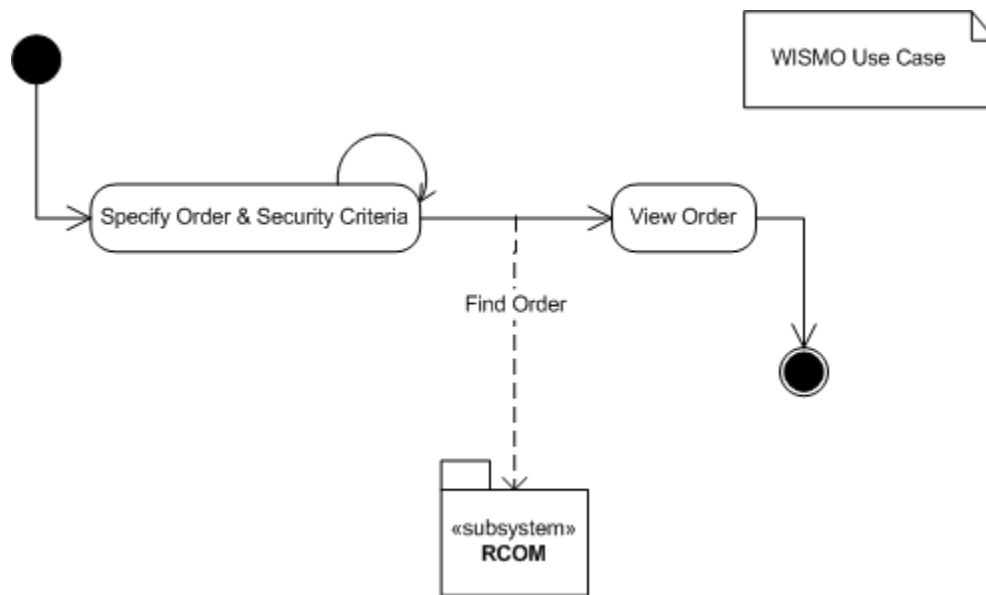 WISMO Use Case
Specify Order & Security Criteria
View Order
Find Order
«subsystem»
RCOM